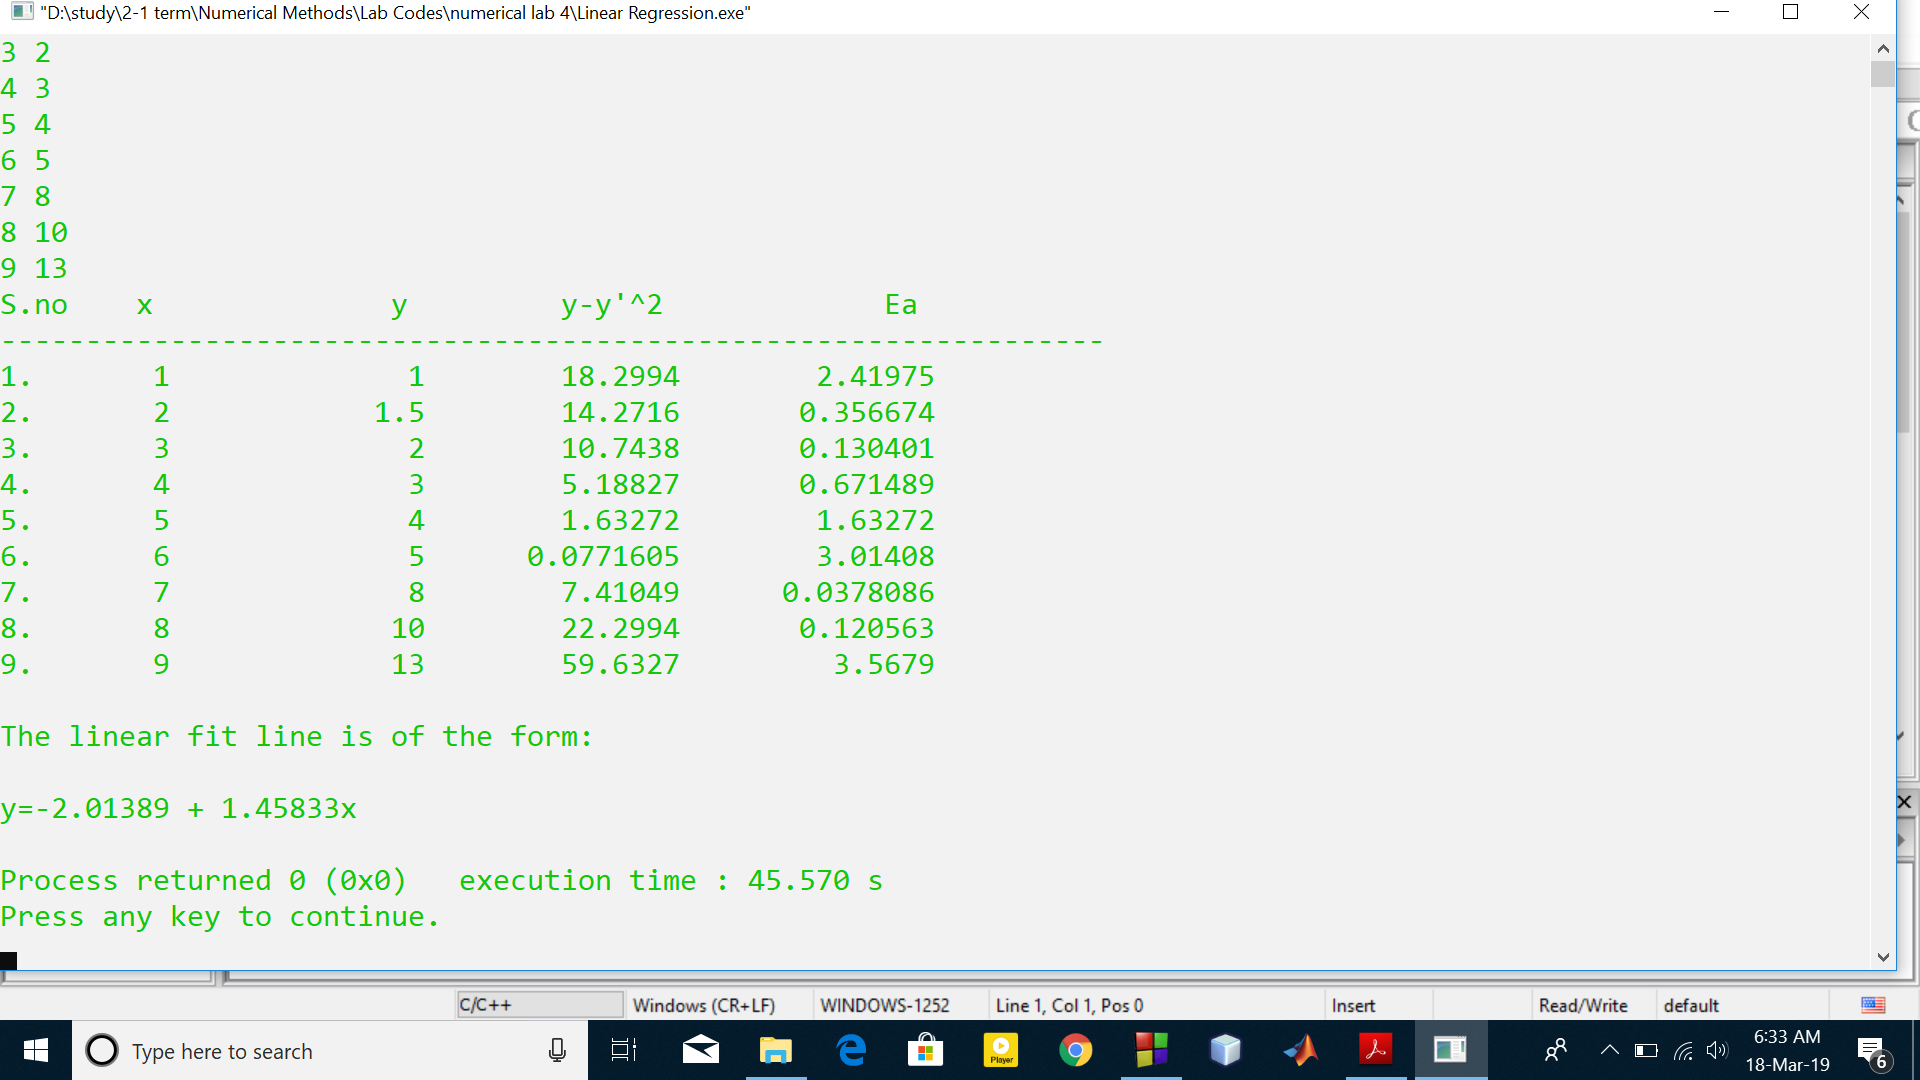 "D:\study\2-1 term\Numerical Methods\Lab Codes\numerical lab 4\Linear Regression.exe"
3 2
4 3
5 4
6 5
7 8
8 10
9 13
S.no x y y-y'^2 Ea
-----------------------------------------------------------------
1. 1 1 18.2994 2.41975
2. 2 1.5 14.2716 0.356674
3. 3 2 10.7438 0.130401
4. 4 3 5.18827 0.671489
5. 5 4 1.63272 1.63272
6. 6 5 0.0771605 3.01408
7. 7 8 7.41049 0.0378086
8. 8 10 22.2994 0.120563
9. 9 13 59.6327 3.5679
The linear fit line is of the form:
y=-2.01389 + 1.45833x
Process returned 0 (0x0) execution time : 45.570 s
Press any key to continue.
C/C++ Windows (CR+LF) WINDOWS-1252 Line 1, Col 1, Pos 0 Insert Read/Write default
Type here to search
Player
6:33 AM
18-Mar-19
6